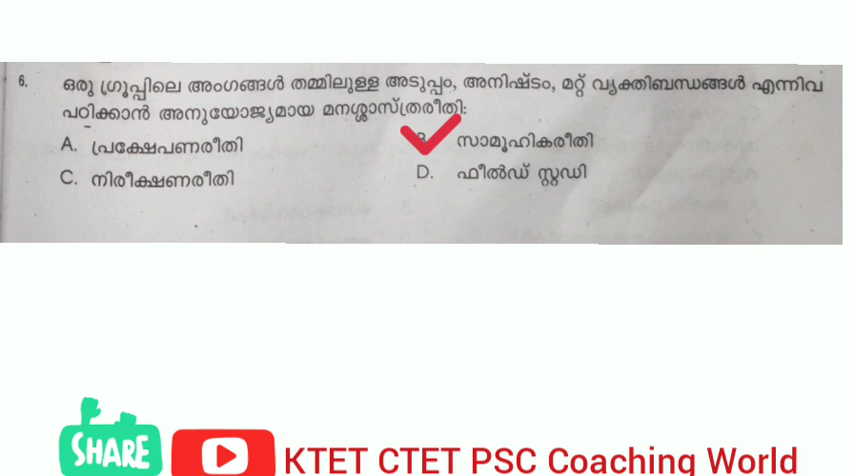 6. ഒരു ഗ്രൂപ്പിലെ അംഗങ്ങൾ തമ്മിലുള്ള അടുപ്പം, അനിഷ്ടം, മറ്റ് വ്യക്തിബന്ധങ്ങൾ എന്നിവ
പഠിക്കാൻ അനുയോജ്യമായ മനശ്ശാസ്ത്രരീതി:
A. പ്രക്ഷേപണരീതി സാമൂഹികരീതി
C. നിരീക്ഷണരീതി D. ഫീൽഡ് സ്റ്റഡി
SHARE KTET CTET PSC Coaching World